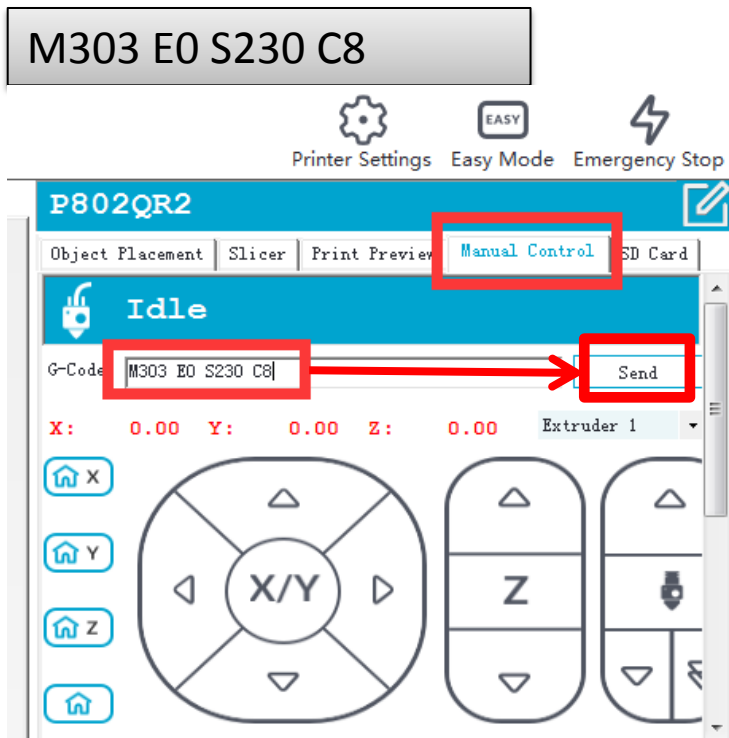 M303 E0 S230 C8
EASY
Printer Settings Easy Mode Emergency Stop
P802QR2
Object Placement Slicer Print Preview Manual Control SD Card
Idle
G-Code M303 E0 S230 C8 Send
X: 0.00 Y: 0.00 Z: 0.00 Extruder 1
X
Y
X/Y Z
Z